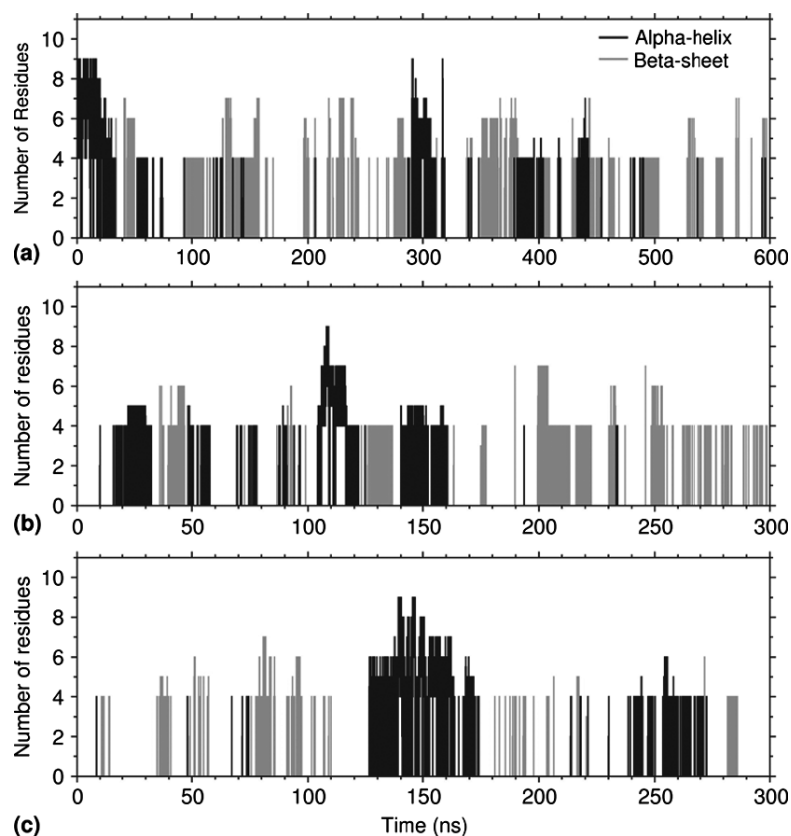 Alpha-helix
Beta-sheet
Number of Residues
10
8
6
4
2
0
0 100 200 300 400 500 600
(a)
Number of residues
10
8
6
4
2
0
0 50 100 150 200 250 300
(b)
Number of residues
10
8
6
4
2
0
0 50 100 150 200 250 300
(c)
Time (ns)